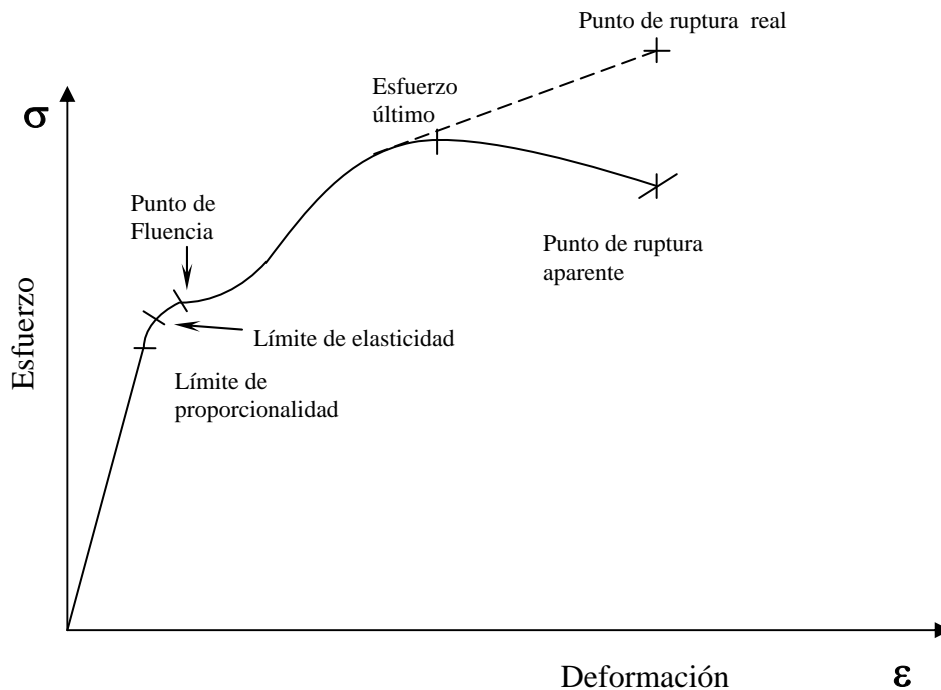 Punto de ruptura real
Esfuerzo
último
σ
Punto de
Fluencia
Punto de ruptura
aparente
Límite de elasticidad
Esfuerzo
Límite de
proporcionalidad
Deformación
ε